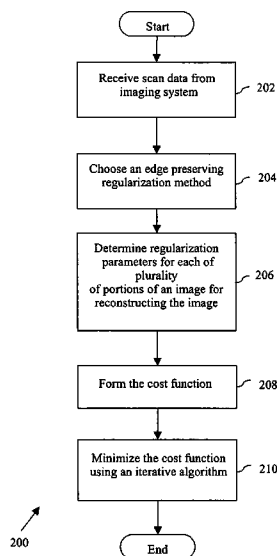 Start
Receive scan data from
imaging system
202
Choose an edge preserving
regularization method
204
Determine regularization
parameters for each of
plurality
of portions of an image for
reconstructing the image
206
Form the cost function
208
Minimize the cost function
using an iterative algorithm
210
200
End